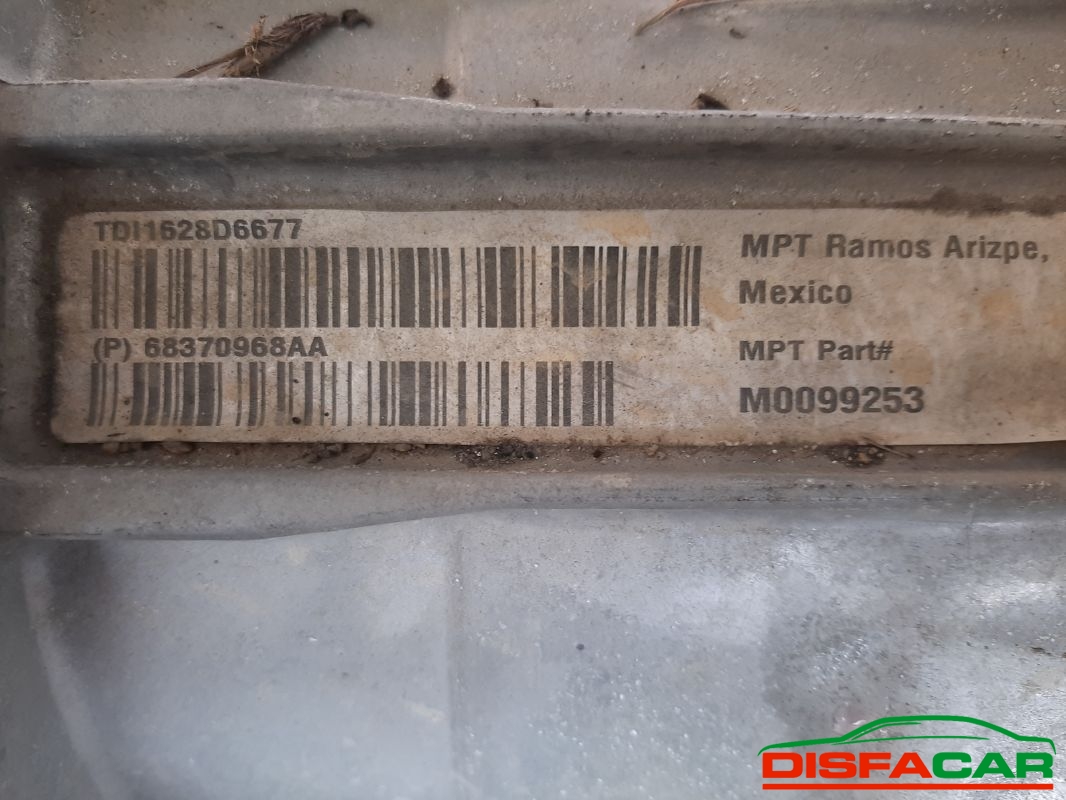 TDI1628D6677
(P) 68370968AA
MPT Ramos Arizpe,
Mexico
MPT Part#
M0099253
DISFACAR